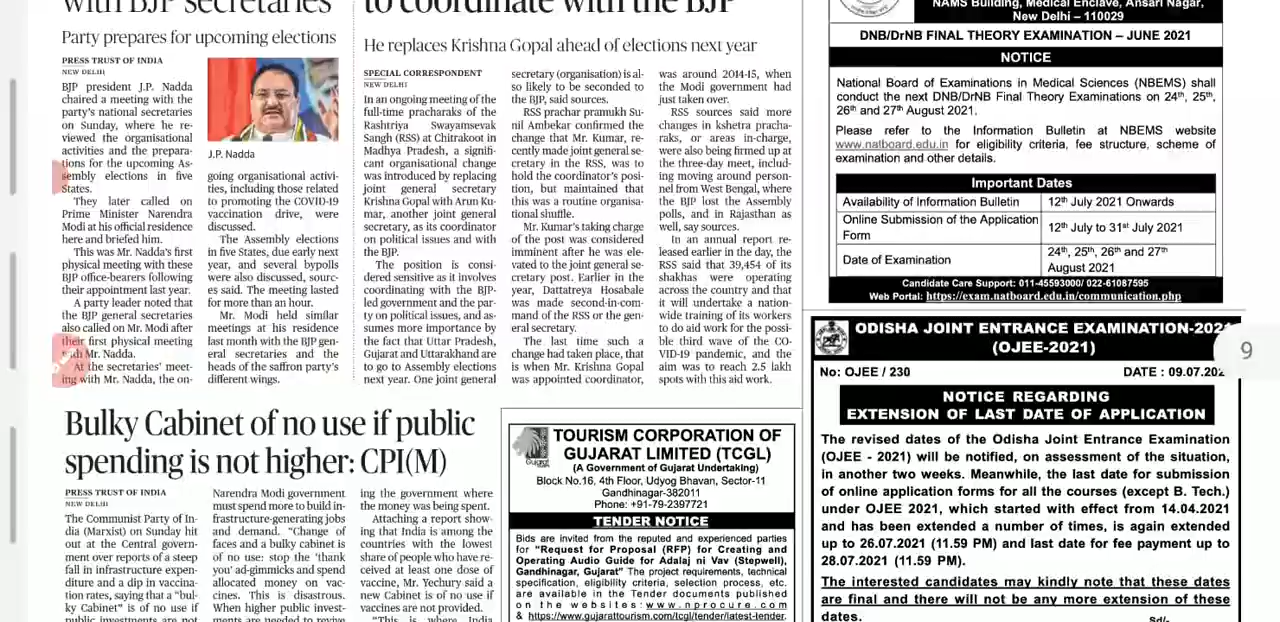 with BJP secretaries
Party prepares for upcoming elections
PRESS TRUST OF INDIA
NEW DELHI
BJP president J.P. Nadda
chaired a meeting with the
party's national secretaries
on Sunday, where he re-
viewed the organisational
activities and the prepara-
tions for the upcoming As-
sembly elections in five
States.
They later called on
Prime Minister Narendra
Modi at his official residence
here and briefed him.
This was Mr. Nadda's first
physical meeting with these
BJP office-bearers following
their appointment last year.
A party leader noted that
the BJP general secretaries
also called on Mr. Modi after
their first physical meeting
with Mr. Nadda.
At the secretaries' meet-
ing with Mr. Nadda, the on-
J.P. Nadda
going organisational activi-
ties, including those related
to promoting the COVID-19
vaccination drive, were
discussed.
The Assembly elections
in five States, due early next
year, and several bypolls
were also discussed, sourc-
es said. The meeting lasted
for more than an hour.
Mr. Modi held similar
meetings at his residence
last month with the BJP gen-
eral secretaries and the
heads of the saffron party's
different wings.
to coordinate with the BJP
He replaces Krishna Gopal ahead of elections next year
SPECIAL CORRESPONDENT
NEW DELHI
In an ongoing meeting of the
full-time pracharaks of the
Rashtriya Swayamsevak
Sangh (RSS) at Chitrakoot in
Madhya Pradesh, a signifi-
cant organisational change
was introduced by replacing
joint general secretary
Krishna Gopal with Arun Ku-
mar, another joint general
secretary, as its coordinator
on political issues and with
the BJP.
The position is consi-
dered sensitive as it involves
coordinating with the BJP-
led government and the par-
ty on political issues, and as-
sumes more importance by
the fact that Uttar Pradesh,
Gujarat and Uttarakhand are
to go to Assembly elections
next year. One joint general
secretary (organisation) is al-
so likely to be seconded to
the BJP, said sources.
RSS prachar pramukh Su-
nil Ambekar confirmed the
change that Mr. Kumar, re-
cently made joint general se-
cretary in the RSS, was to
hold the coordinator's posi-
tion, but maintained that
this was a routine organisa-
tional shuffle.
Mr. Kumar's taking charge
of the post was considered
imminent after he was ele-
vated to the joint general se-
cretary post. Earlier in the
year, Dattatreya Hosabale
was made second-in-com-
mand of the RSS or the gen-
eral secretary.
The last time such a
change had taken place, that
is when Mr. Krishna Gopal
was appointed coordinator,
was around 2014-15, when
the Modi government had
just taken over.
RSS sources said more
changes in kshetra pracha-
raks, or areas in-charge,
were also being firmed up at
the three-day meet, includ-
ing moving around person-
nel from West Bengal, where
the BJP lost the Assembly
polls, and in Rajasthan as
well, say sources.
In an annual report re-
leased earlier in the day, the
RSS said that 39,454 of its
shakhas were operating
across the country and that
it will undertake a nation-
wide training of its workers
to do aid work for the possi-
ble third wave of the CO-
VID-19 pandemic, and the
aim was to reach 2.5 lakh
spots with this aid work.
NAMS Building, Medical Enclave, Ansari Nagar,
New Delhi – 110029
DNB/DrNB FINAL THEORY EXAMINATION – JUNE 2021
NOTICE
National Board of Examinations in Medical Sciences (NBEMS) shall
conduct the next DNB/DrNB Final Theory Examinations on 24th, 25th,
26th and 27th August 2021.
Please refer to the Information Bulletin at NBEMS website
www.natboard.edu.in for eligibility criteria, fee structure, scheme of
examination and other details.
Important Dates
Availability of Information Bulletin 12th July 2021 Onwards
Online Submission of the Application
Form 12th July to 31st July 2021
Date of Examination 24th, 25th, 26th and 27th
August 2021
Candidate Care Support: 011-45593000/ 022-61087595
Web Portal: https://exam.natboard.edu.in/communication.php
ODISHA JOINT ENTRANCE EXAMINATION-2021
(OJEE-2021)
9
No: OJEE / 230 DATE : 09.07.202
NOTICE REGARDING
EXTENSION OF LAST DATE OF APPLICATION
The revised dates of the Odisha Joint Entrance Examination
(OJEE - 2021) will be notified, on assessment of the situation,
in another two weeks. Meanwhile, the last date for submission
of online application forms for all the courses (except B. Tech.)
under OJEE 2021, which started with effect from 14.04.2021
and has been extended a number of times, is again extended
up to 26.07.2021 (11.59 PM) and last date for fee payment up to
28.07.2021 (11.59 PM).
The interested candidates may kindly note that these dates
are final and there will not be any more extension of these
dates.
Sd/-
Bulky Cabinet of no use if public
spending is not higher: CPI(M)
PRESS TRUST OF INDIA
NEW DELHI
The Communist Party of In-
dia (Marxist) on Sunday hit
out at the Central govern-
ment over reports of a steep
fall in infrastructure expen-
diture and a dip in vaccina-
tion rates, saying that a "bul-
ky Cabinet" is of no use if
public investments are not
Narendra Modi government
must spend more to build in-
frastructure-generating jobs
and demand. "Change of
faces and a bulky cabinet is
of no use: stop the 'thank
you' ad-gimmicks and spend
allocated money on vac-
cines. This is disastrous.
When higher public invest-
ments are needed to revive
ing the government where
the money was being spent.
Attaching a report show-
ing that India is among the
countries with the lowest
share of people who have re-
ceived at least one dose of
vaccine, Mr. Yechury said a
new Cabinet is of no use if
vaccines are not provided.
"This is where India
Gujarat
TOURISM CORPORATION OF
GUJARAT LIMITED (TCGL)
(A Government of Gujarat Undertaking)
Block No.16, 4th Floor, Udyog Bhavan, Sector-11
Gandhinagar-382011
Phone: +91-79-2397721
TENDER NOTICE
Bids are invited from the reputed and experienced parties
for "Request for Proposal (RFP) for Creating and
Operating Audio Guide for Adalaj ni Vav (Stepwell),
Gandhinagar, Gujarat" The project requirements, technical
specification, eligibility criteria, selection process, etc.
are available in the Tender documents published
on the websites: www.nprocure.com
& https://www.gujarattourism.com/tcgl/tender/latest-tender.